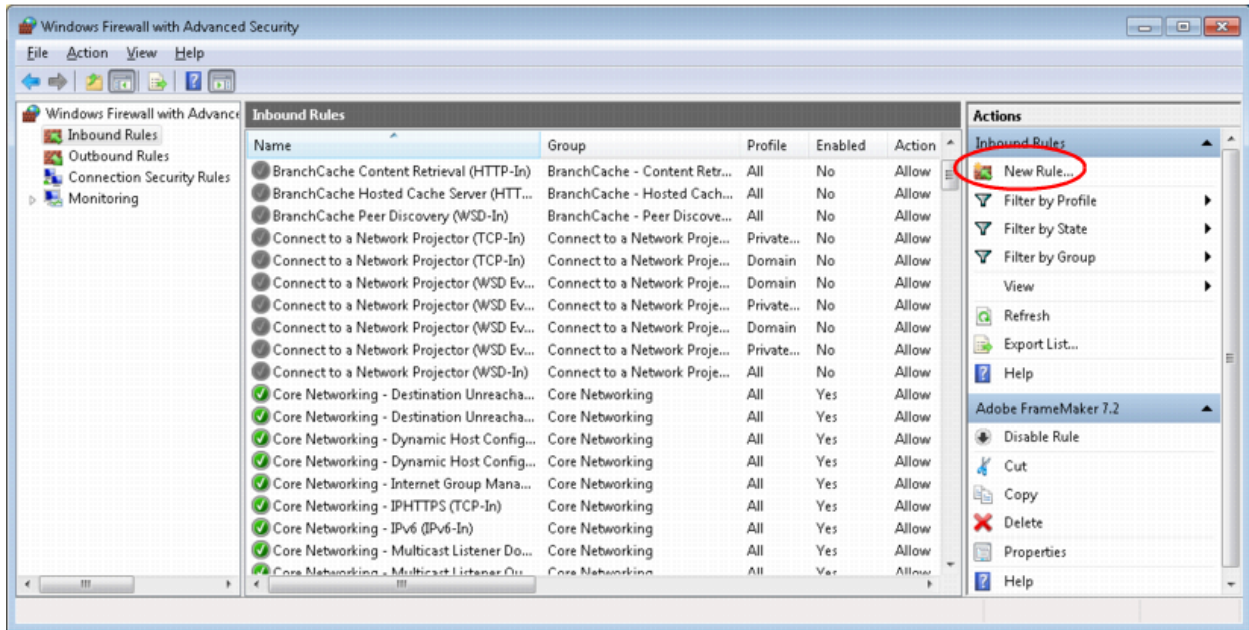 Windows Firewall with Advanced Security
File Action View Help
Windows Firewall with Advance
Inbound Rules
Outbound Rules
Connection Security Rules
Monitoring
Inbound Rules
Name Group Profile Enabled Action
BranchCache Content Retrieval (HTTP-In) BranchCache - Content Retr... All No Allow
BranchCache Hosted Cache Server (HTT... BranchCache - Hosted Cach... All No Allow
BranchCache Peer Discovery (WSD-In) BranchCache - Peer Discove... All No Allow
Connect to a Network Projector (TCP-In) Connect to a Network Proje... Private... No Allow
Connect to a Network Projector (TCP-In) Connect to a Network Proje... Domain No Allow
Connect to a Network Projector (WSD Ev... Connect to a Network Proje... Domain No Allow
Connect to a Network Projector (WSD Ev... Connect to a Network Proje... Private... No Allow
Connect to a Network Projector (WSD Ev... Connect to a Network Proje... Domain No Allow
Connect to a Network Projector (WSD Ev... Connect to a Network Proje... Private... No Allow
Connect to a Network Projector (WSD-In) Connect to a Network Proje... All No Allow
Core Networking - Destination Unreacha... Core Networking All Yes Allow
Core Networking - Destination Unreacha... Core Networking All Yes Allow
Core Networking - Dynamic Host Config... Core Networking All Yes Allow
Core Networking - Dynamic Host Config... Core Networking All Yes Allow
Core Networking - Internet Group Mana... Core Networking All Yes Allow
Core Networking - IPHTTPS (TCP-In) Core Networking All Yes Allow
Core Networking - IPv6 (IPv6-In) Core Networking All Yes Allow
Core Networking - Multicast Listener Do... Core Networking All Yes Allow
Core Networking - Multicast Listener Qu... Core Networking All Yes Allow
Actions
Inbound Rules
New Rule...
Filter by Profile
Filter by State
Filter by Group
View
Refresh
Export List...
Help
Adobe FrameMaker 7.2
Disable Rule
Cut
Copy
Delete
Properties
Help